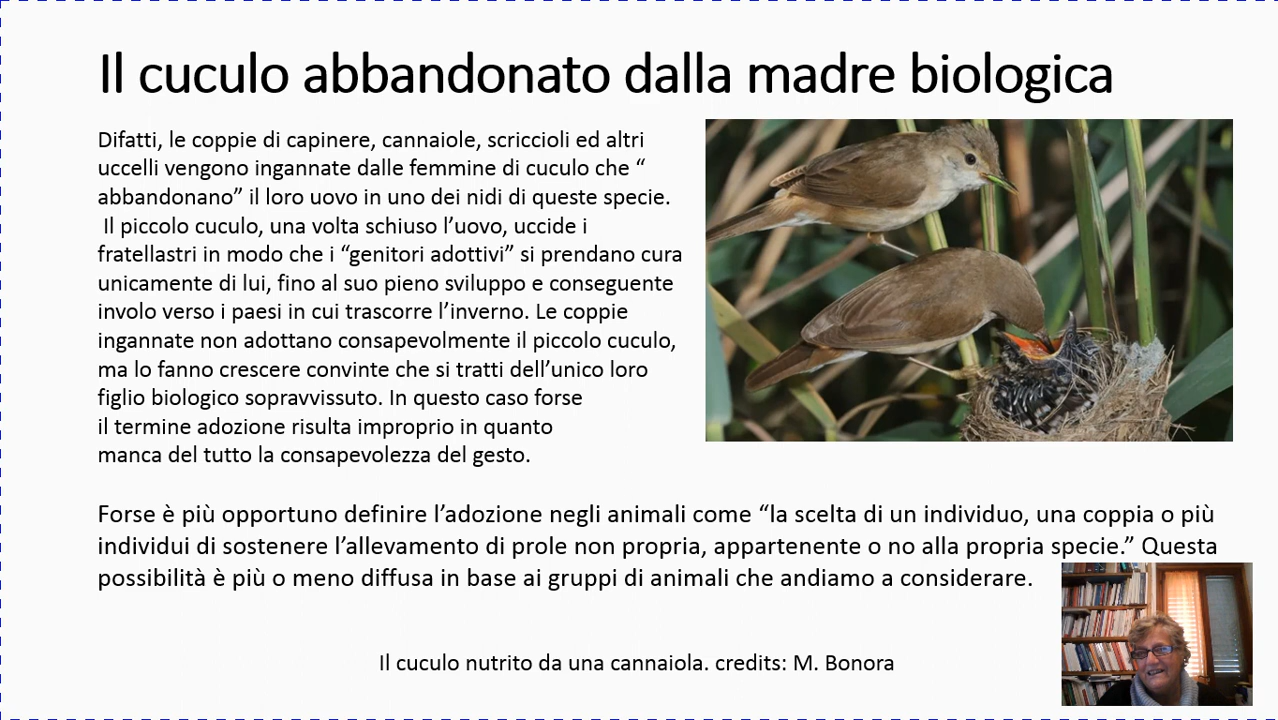 Il cuculo abbandonato dalla madre biologica
Difatti, le coppie di capinere, cannaiole, scriccioli ed altri
uccelli vengono ingannate dalle femmine di cuculo che “
abbandonano” il loro uovo in uno dei nidi di queste specie.
Il piccolo cuculo, una volta schiuso l’uovo, uccide i
fratellastri in modo che i “genitori adottivi” si prendano cura
unicamente di lui, fino al suo pieno sviluppo e conseguente
involo verso i paesi in cui trascorre l’inverno. Le coppie
ingannate non adottano consapevolmente il piccolo cuculo,
ma lo fanno crescere convinte che si tratti dell’unico loro
figlio biologico sopravvissuto. In questo caso forse
il termine adozione risulta improprio in quanto
manca del tutto la consapevolezza del gesto.
Forse è più opportuno definire l’adozione negli animali come “la scelta di un individuo, una coppia o più
individui di sostenere l’allevamento di prole non propria, appartenente o no alla propria specie.” Questa
possibilità è più o meno diffusa in base ai gruppi di animali che andiamo a considerare.
Il cuculo nutrito da una cannaiola. credits: M. Bonora